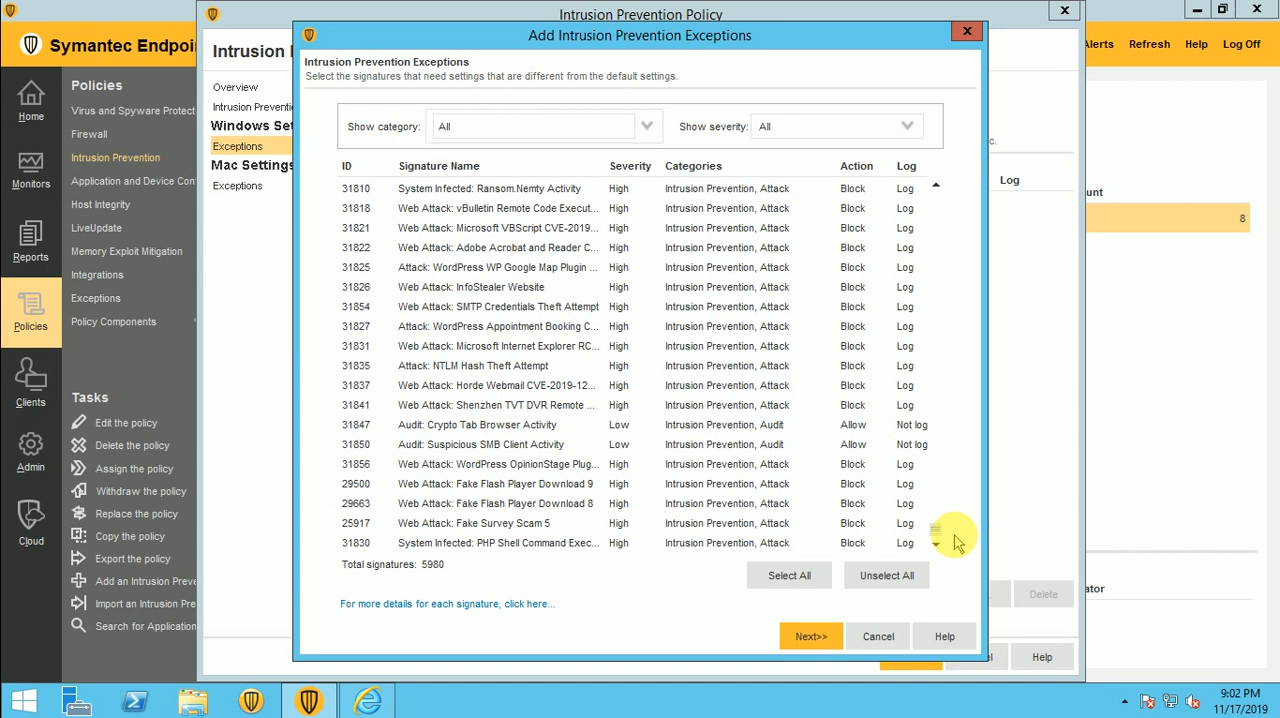 Intrusion Prevention Policy
Symantec Endpoi
Alerts
Refresh
Help
Log Off
Intrusion
Add Intrusion Prevention Exceptions
Intrusion Prevention Exceptions
Select the signatures that need settings that are different from the default settings.
Home
Monitors
Reports
Policies
Clients
Admin
Cloud
Policies
Virus and Spyware Protect
Firewall
Intrusion Prevention
Application and Device Con
Host Integrity
LiveUpdate
Memory Exploit Mitigation
Integrations
Exceptions
Policy Components
Tasks
Edit the policy
Delete the policy
Assign the policy
Withdraw the policy
Replace the policy
Copy the policy
Export the policy
Add an Intrusion Preve
Import an Intrusion Pre
Search for Application
Overview
Intrusion Preventi
Windows Set
Exceptions
Mac Settings
Exceptions
Show category: All
Show severity: All
ID Signature Name Severity Categories Action Log
31810 System Infected: Ransom.Nemty Activity High Intrusion Prevention, Attack Block Log
31818 Web Attack: vBulletin Remote Code Execut... High Intrusion Prevention, Attack Block Log
31821 Web Attack: Microsoft VBScript CVE-2019... High Intrusion Prevention, Attack Block Log
31822 Web Attack: Adobe Acrobat and Reader C... High Intrusion Prevention, Attack Block Log
31825 Attack: WordPress WP Google Map Plugin ... High Intrusion Prevention, Attack Block Log
31826 Web Attack: InfoStealer Website High Intrusion Prevention, Attack Block Log
31854 Web Attack: SMTP Credentials Theft Attempt High Intrusion Prevention, Attack Block Log
31827 Attack: WordPress Appointment Booking C... High Intrusion Prevention, Attack Block Log
31831 Web Attack: Microsoft Internet Explorer RC... High Intrusion Prevention, Attack Block Log
31835 Attack: NTLM Hash Theft Attempt High Intrusion Prevention, Attack Block Log
31837 Web Attack: Horde Webmail CVE-2019-12... High Intrusion Prevention, Attack Block Log
31841 Web Attack: Shenzhen TVT DVR Remote ... High Intrusion Prevention, Attack Block Log
31847 Audit: Crypto Tab Browser Activity Low Intrusion Prevention, Audit Allow Not log
31850 Audit: Suspicious SMB Client Activity Low Intrusion Prevention, Audit Allow Not log
31856 Web Attack: WordPress OpinionStage Plug... High Intrusion Prevention, Attack Block Log
29500 Web Attack: Fake Flash Player Download 9 High Intrusion Prevention, Attack Block Log
29663 Web Attack: Fake Flash Player Download 8 High Intrusion Prevention, Attack Block Log
25917 Web Attack: Fake Survey Scam 5 High Intrusion Prevention, Attack Block Log
31830 System Infected: PHP Shell Command Exec... High Intrusion Prevention, Attack Block Log
Total signatures: 5980
Select All
Unselect All
For more details for each signature, click here...
Next>>
Cancel
Help
c.
Log
Delete
el
Help
unt
8
ator
9:02 PM
11/17/2019